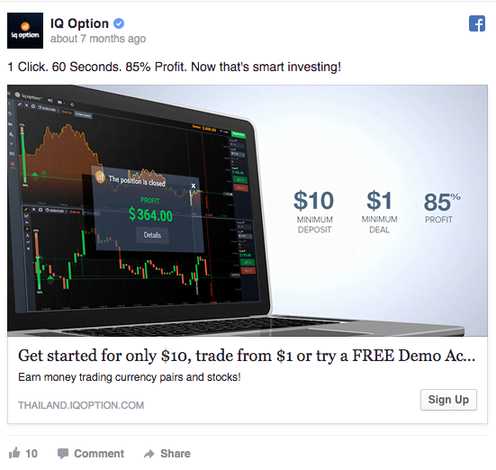 IQ Option
iq option
about 7 months ago
1 Click. 60 Seconds. 85% Profit. Now that's smart investing!
The position is closed
x
PROFIT
$364.00
Details
$10
MINIMUM
DEPOSIT
$1
MINIMUM
DEAL
85%
PROFIT
Get started for only $10, trade from $1 or try a FREE Demo Ac...
Earn money trading currency pairs and stocks!
THAILAND.IQOPTION.COM
Sign Up
10
Comment
Share